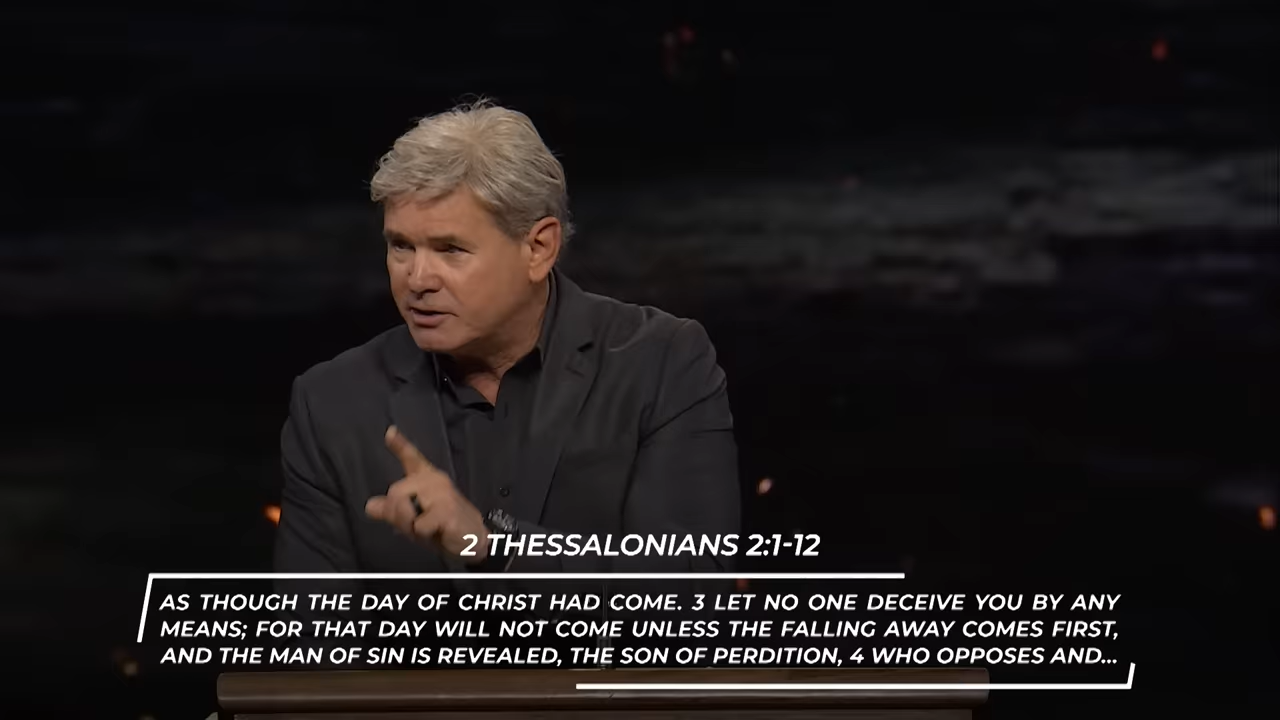 2 THESSALONIANS 2:1-12
AS THOUGH THE DAY OF CHRIST HAD COME. 3 LET NO ONE DECEIVE YOU BY ANY
MEANS; FOR THAT DAY WILL NOT COME UNLESS THE FALLING AWAY COMES FIRST,
AND THE MAN OF SIN IS REVEALED, THE SON OF PERDITION, 4 WHO OPPOSES AND...